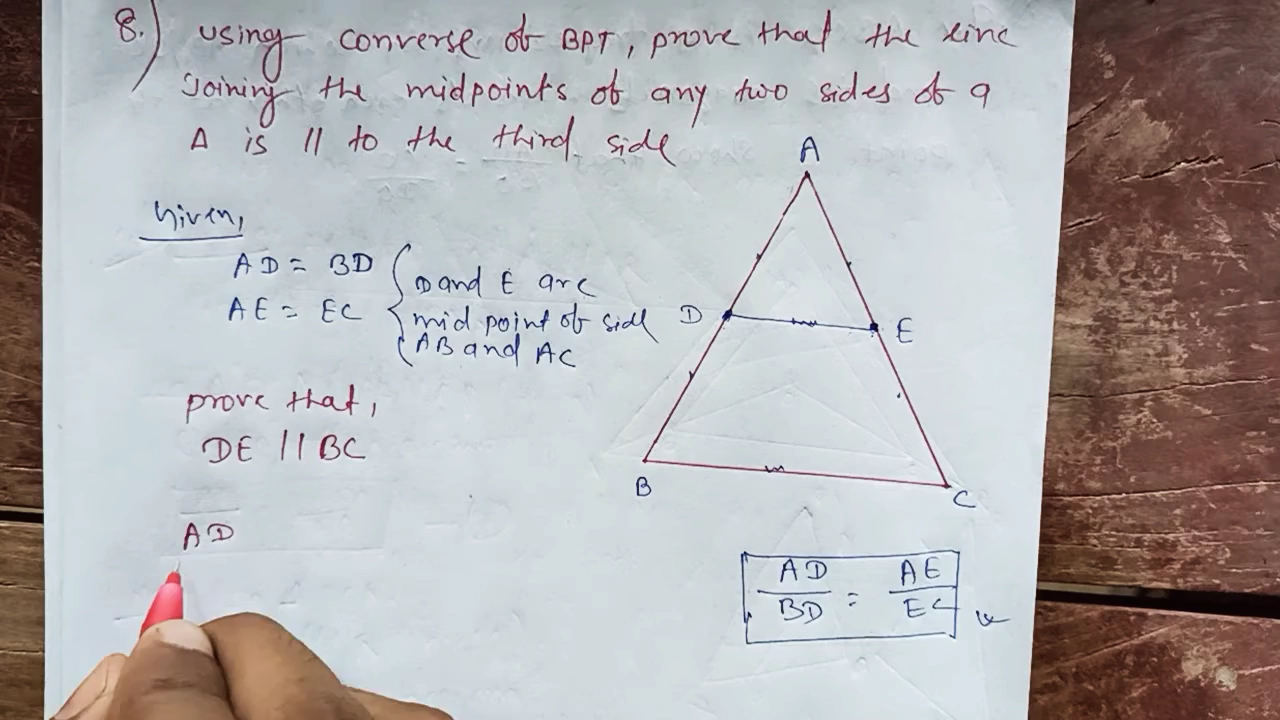 8.) using converse of BPT, prove that the line
Joining the midpoints of any two sides of a
Δ is || to the third side
Given,
AD = BD
AE = EC
D and E are
mid point of side
AB and AC
prove that,
DE || BC
AD
A
D
E
B
C
AD/BD = AE/EC